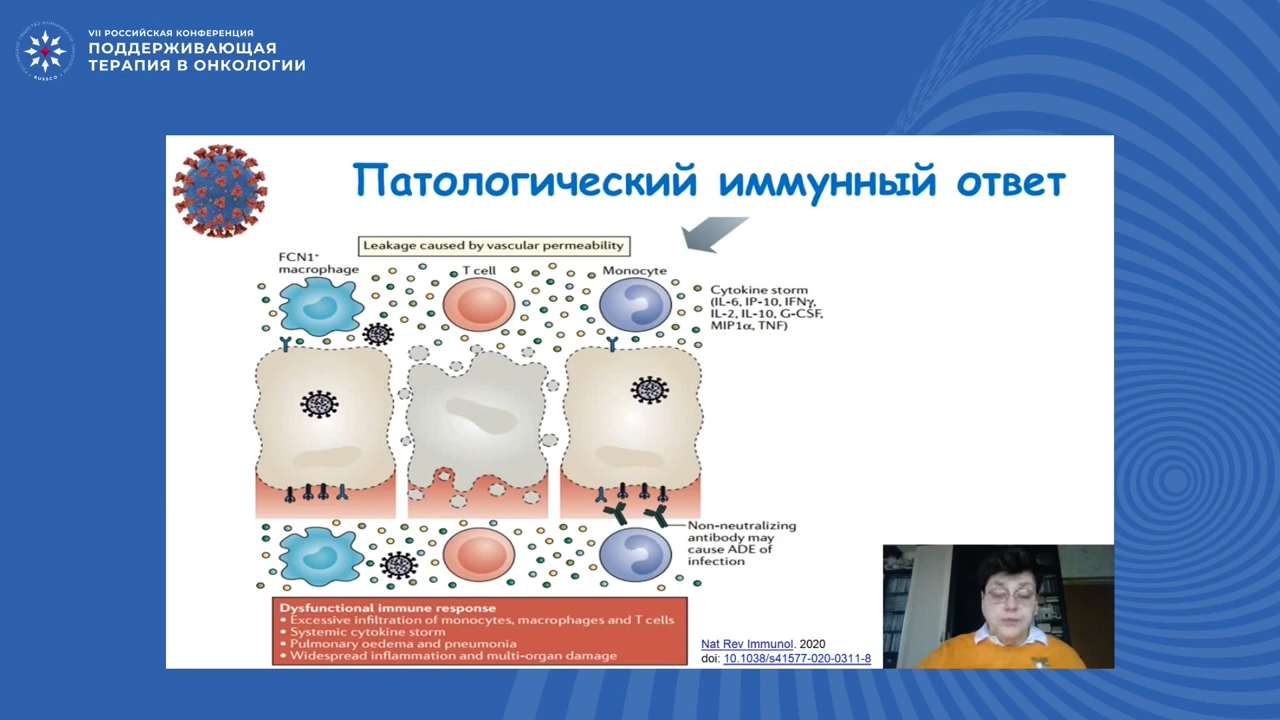 VII РОССИЙСКАЯ КОНФЕРЕНЦИЯ
ПОДДЕРЖИВАЮЩАЯ
ТЕРАПИЯ В ОНКОЛОГИИ
Патологический иммунный ответ
Leakage caused by vascular permeability
FCN1⁺
macrophage
T cell
Monocyte
Cytokine storm
(IL-6, IP-10, IFNγ,
IL-2, IL-10, G-CSF,
MIP1α, TNF)
Non-neutralizing
antibody may
cause ADE of
infection
Dysfunctional immune response
• Excessive infiltration of monocytes, macrophages and T cells
• Systemic cytokine storm
• Pulmonary oedema and pneumonia
• Widespread inflammation and multi-organ damage
Nat Rev Immunol. 2020
doi: 10.1038/s41577-020-0311-8